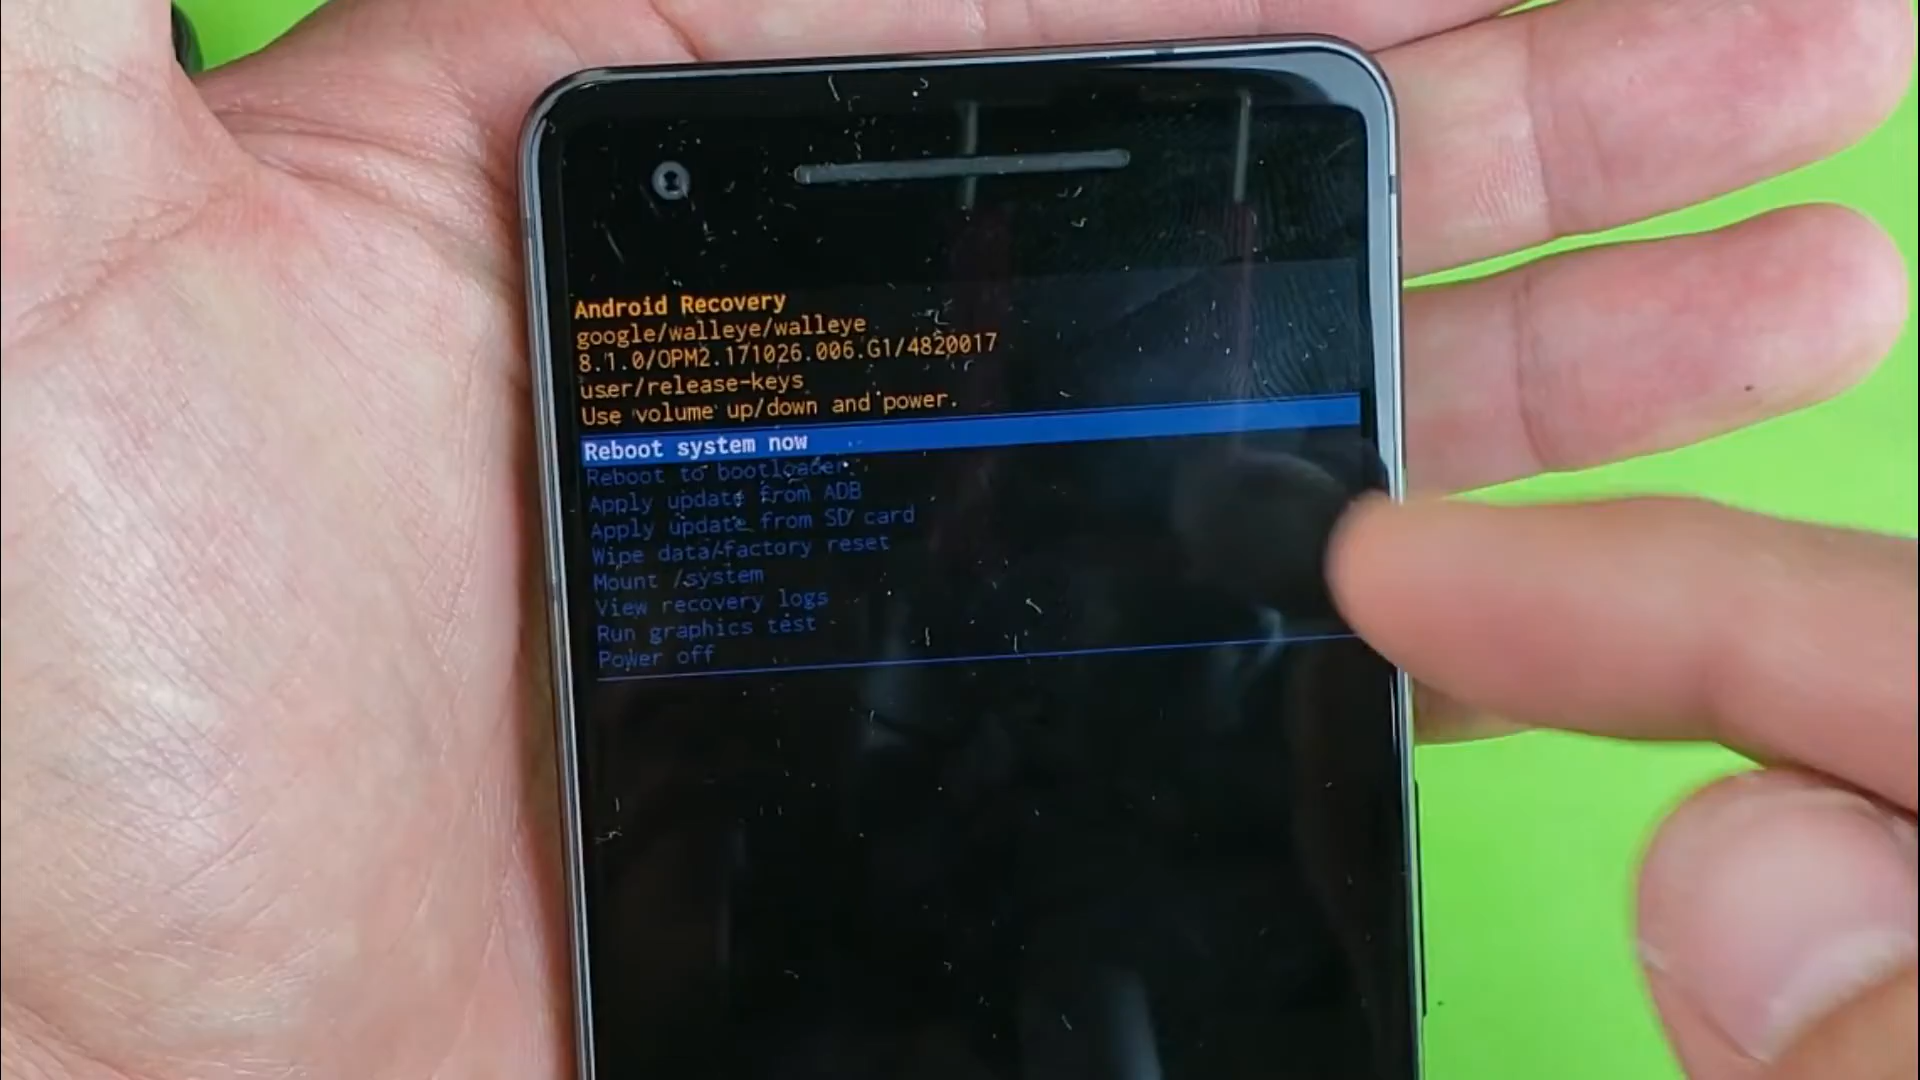 Android Recovery
google/walleye/walleye
8.1.0/OPM2.171026.006.G1/4820017
user/release-keys
Use volume up/down and power.
Reboot system now
Reboot to bootloader
Apply update from ADB
Apply update from SD card
Wipe data/factory reset
Mount /system
View recovery logs
Run graphics test
Power off